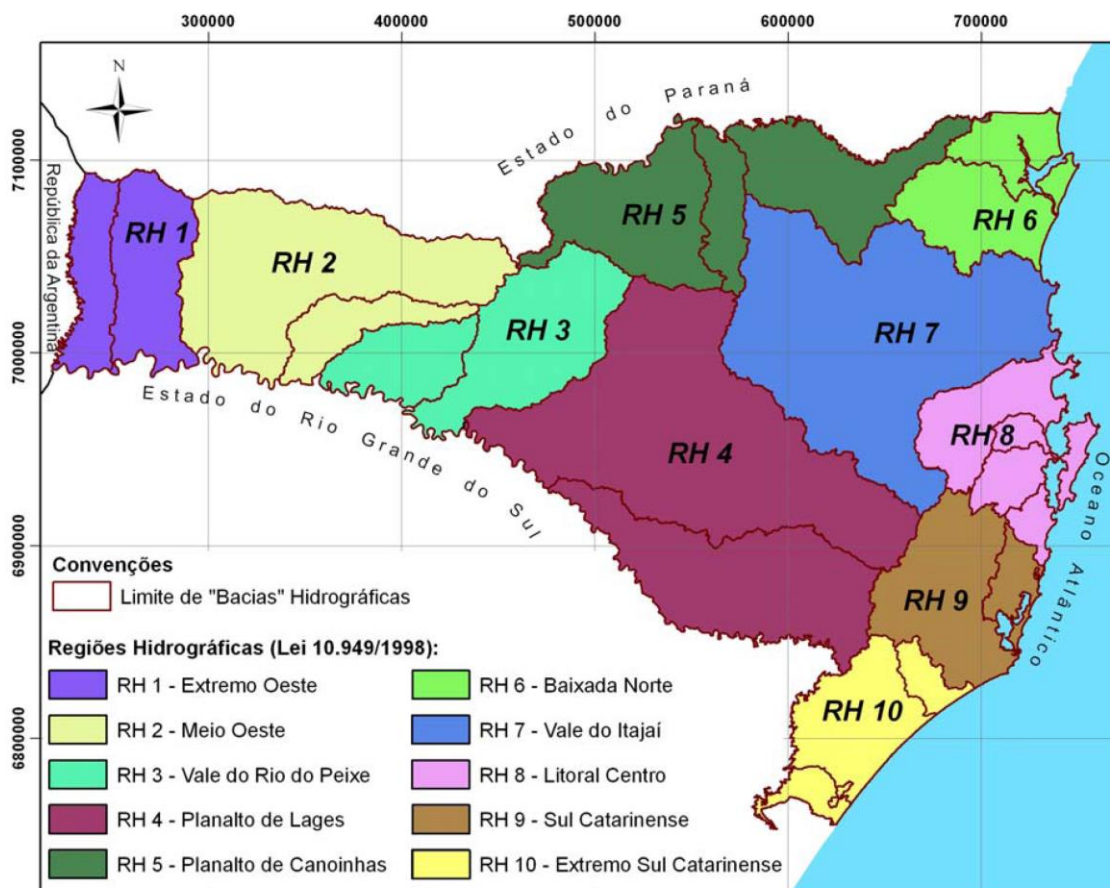 300000 400000 500000 600000 700000
N
Estado do Paraná
7100000
República da Argentina
RH 1
RH 2
RH 5
RH 6
RH 3
RH 7
7000000
Estado do Rio Grande do Sul
RH 4
RH 8
Oceano Atlântico
6900000
RH 9
RH 10
6800000
Convenções
Limite de "Bacias" Hidrográficas
Regiões Hidrográficas (Lei 10.949/1998):
RH 1 - Extremo Oeste
RH 2 - Meio Oeste
RH 3 - Vale do Rio do Peixe
RH 4 - Planalto de Lages
RH 5 - Planalto de Canoinhas
RH 6 - Baixada Norte
RH 7 - Vale do Itajaí
RH 8 - Litoral Centro
RH 9 - Sul Catarinense
RH 10 - Extremo Sul Catarinense